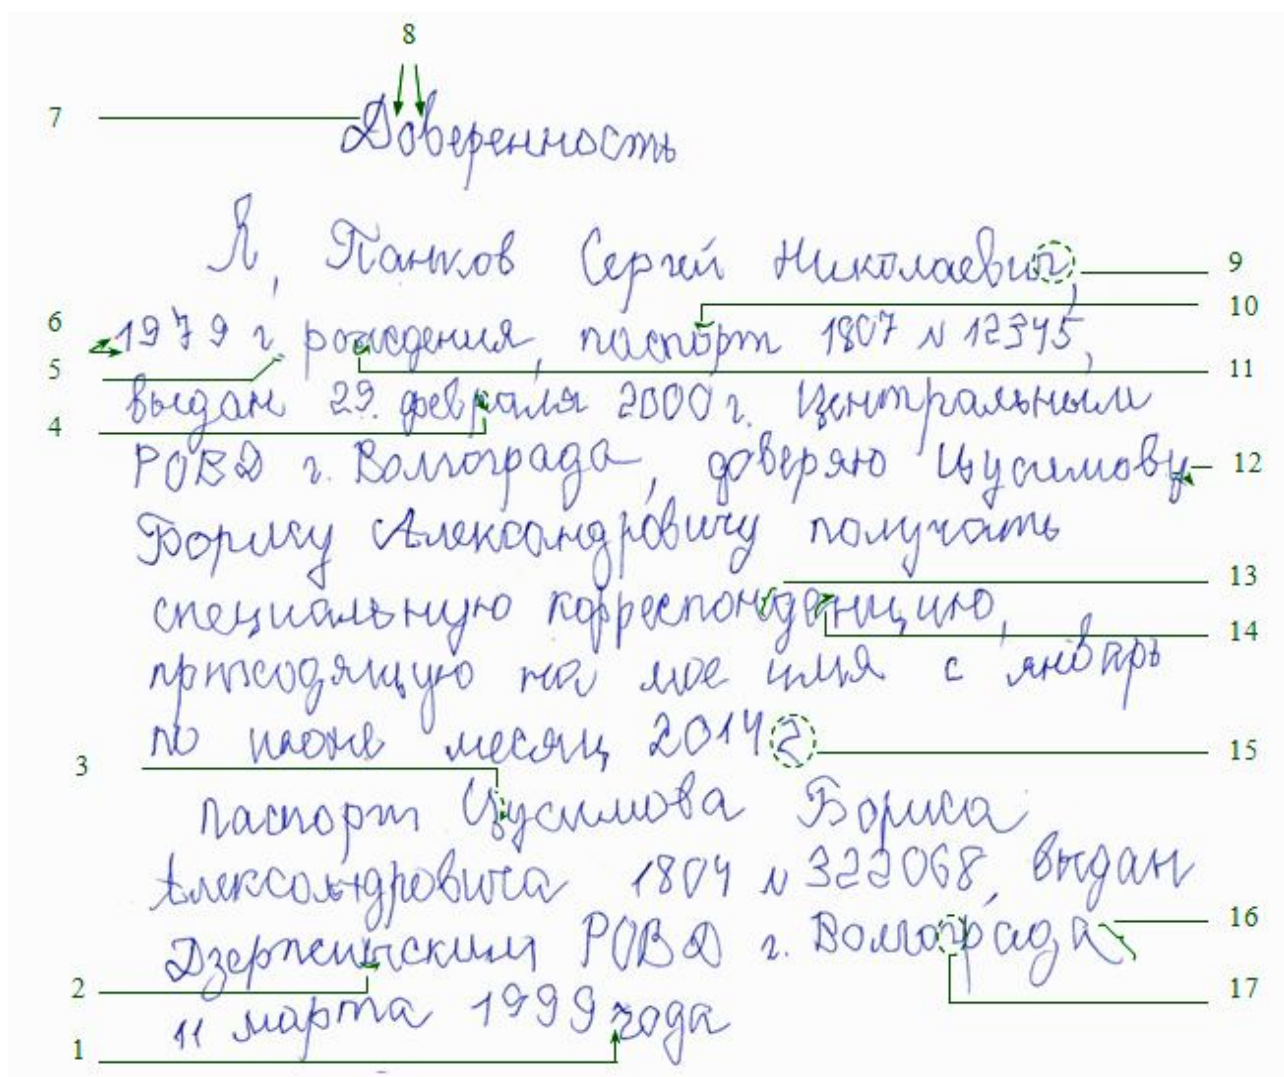 8
7 Доверенность
Я, Панков Сергей Николаевич, 9
10
6 1979 г. рождения, паспорт 1807 N 12345,
5 11
выдан 29. февраля 2000 г. Центральным
4
РОВД г. Волгограда, доверяю Цусимову 12
Борису Александровичу получать
13
специальную корреспонденцию,
14
приходящую на мое имя с январь
по июнь месяц 2014 г 15
3
Паспорт Цусимова Бориса
Александровича 1804 N 322068, выдан
16
Дзержинским РОВД г. Волгограда
2 17
11 марта 1999 года
1